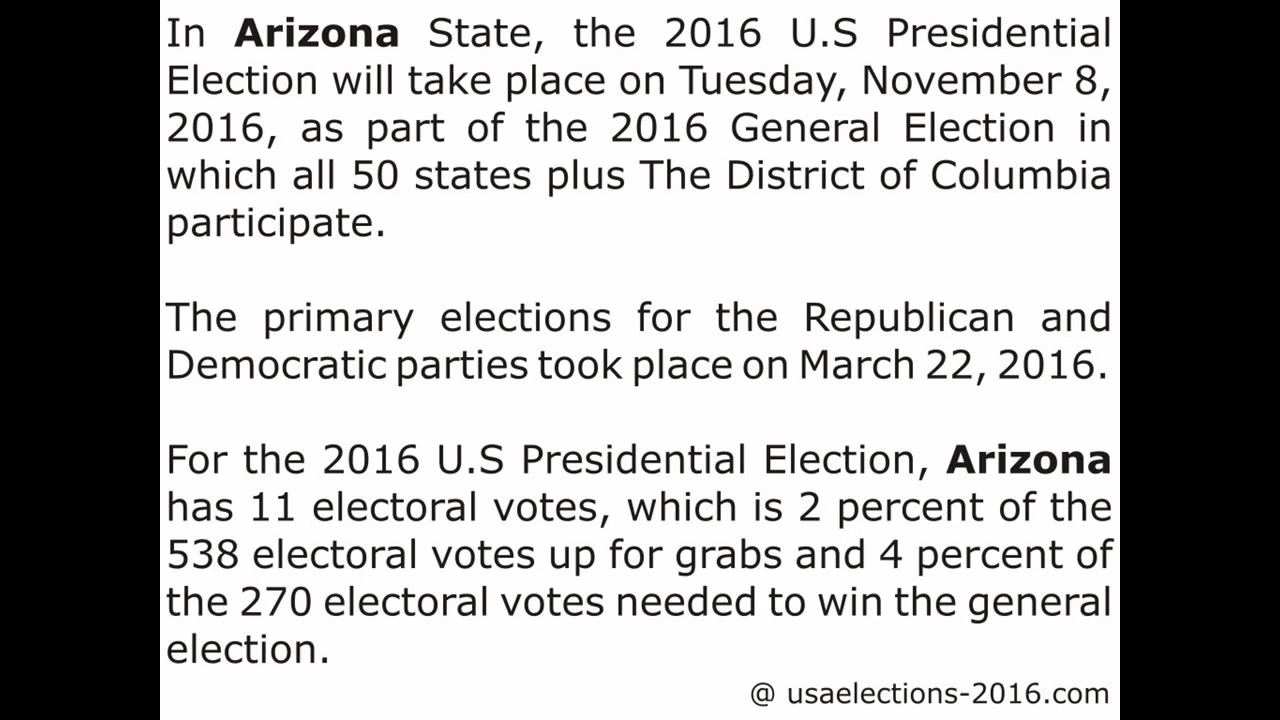 In Arizona State, the 2016 U.S Presidential
Election will take place on Tuesday, November 8,
2016, as part of the 2016 General Election in
which all 50 states plus The District of Columbia
participate.
The primary elections for the Republican and
Democratic parties took place on March 22, 2016.
For the 2016 U.S Presidential Election, Arizona
has 11 electoral votes, which is 2 percent of the
538 electoral votes up for grabs and 4 percent of
the 270 electoral votes needed to win the general
election.
@ usaelections-2016.com